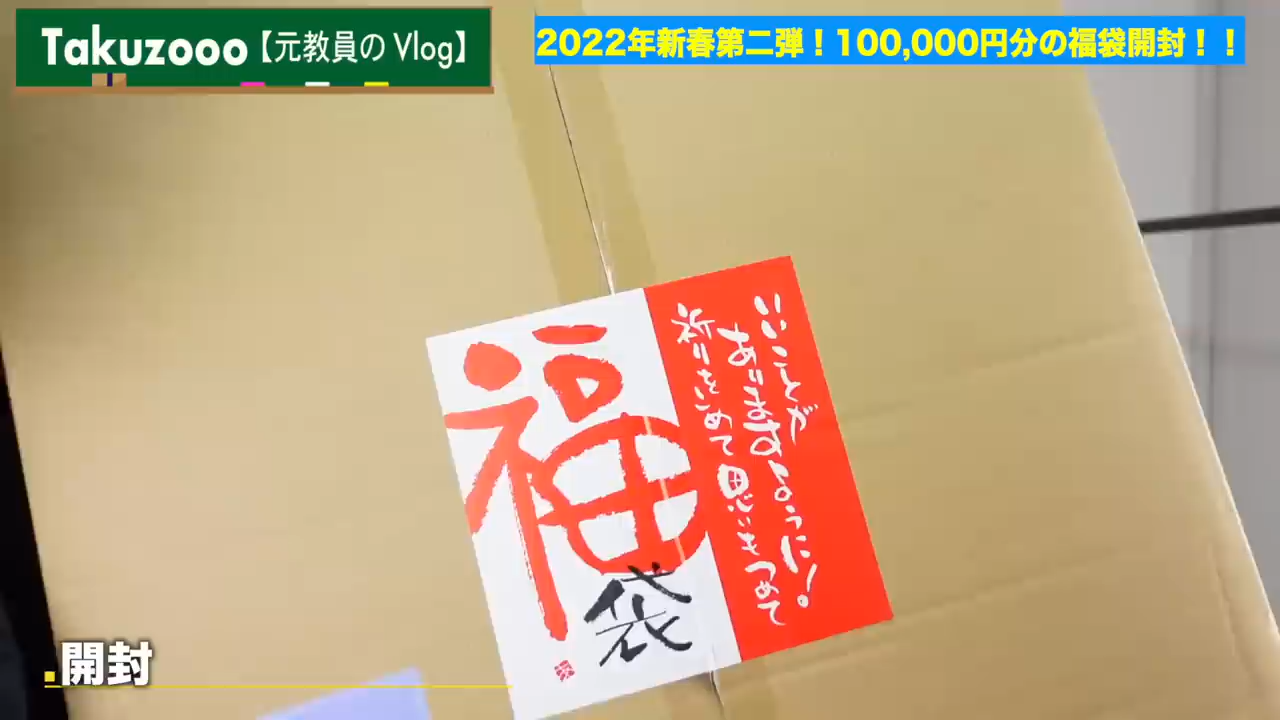 Takuzooo【元教員の Vlog】
2022年新春第二弾！100,000円分の福袋開封！！
いいことが
ありますように！
祈りをこめて思いをつめて
福
袋
開封